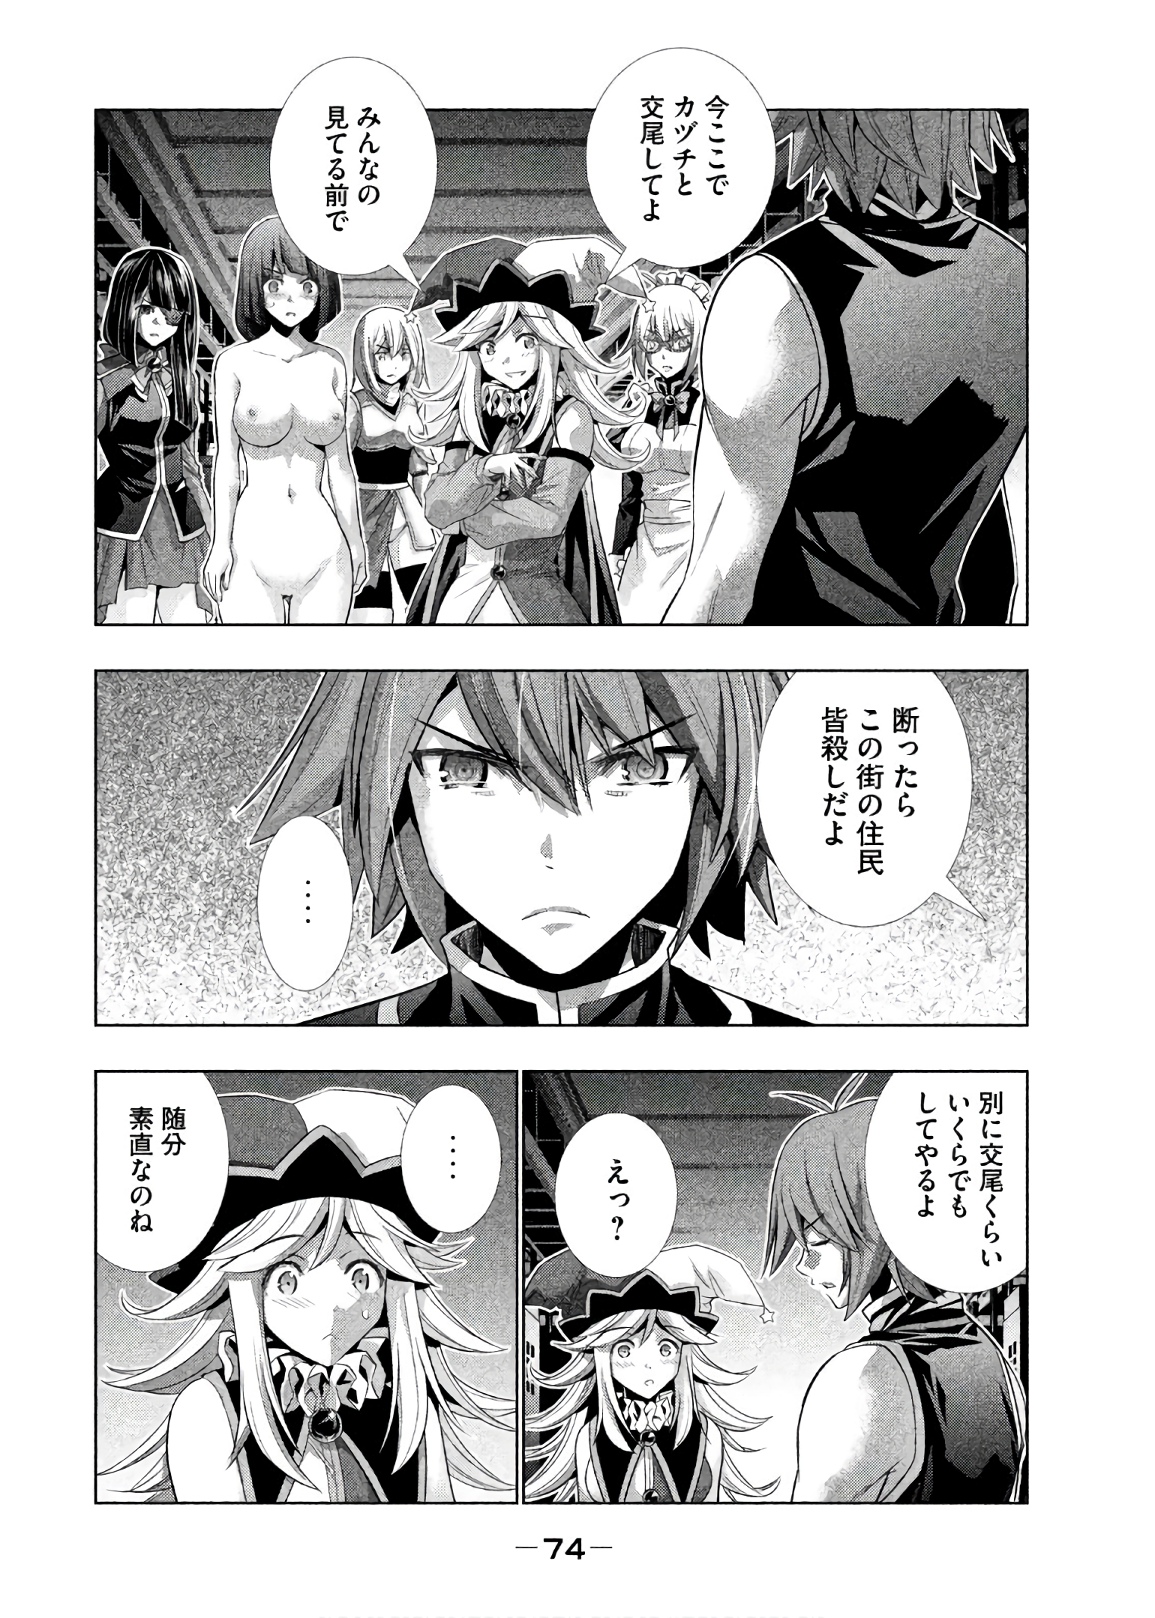 今ここで
カヅチと
交尾してよ
みんなの
見てる前で
断ったら
この街の住民
皆殺しだよ
‥‥
別に交尾くらい
いくらでも
してやるよ
えっ?
‥‥
随分
素直なのね
—74—